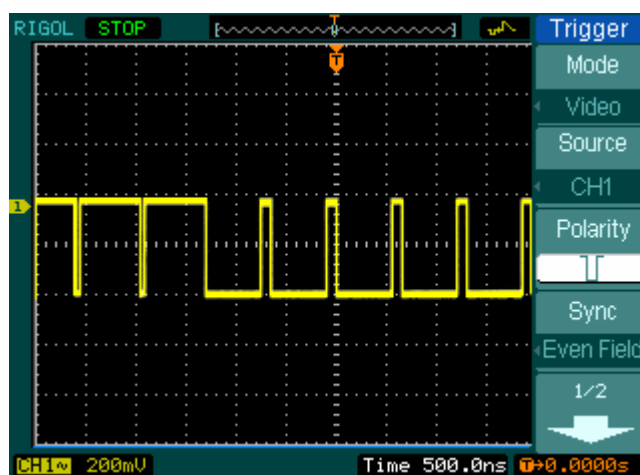 RIGOL STOP
T
T
1
Trigger
Mode
Video
Source
CH1
Polarity
Sync
Even Field
1/2
CH1 200mV Time 500.0ns T→0.0000s